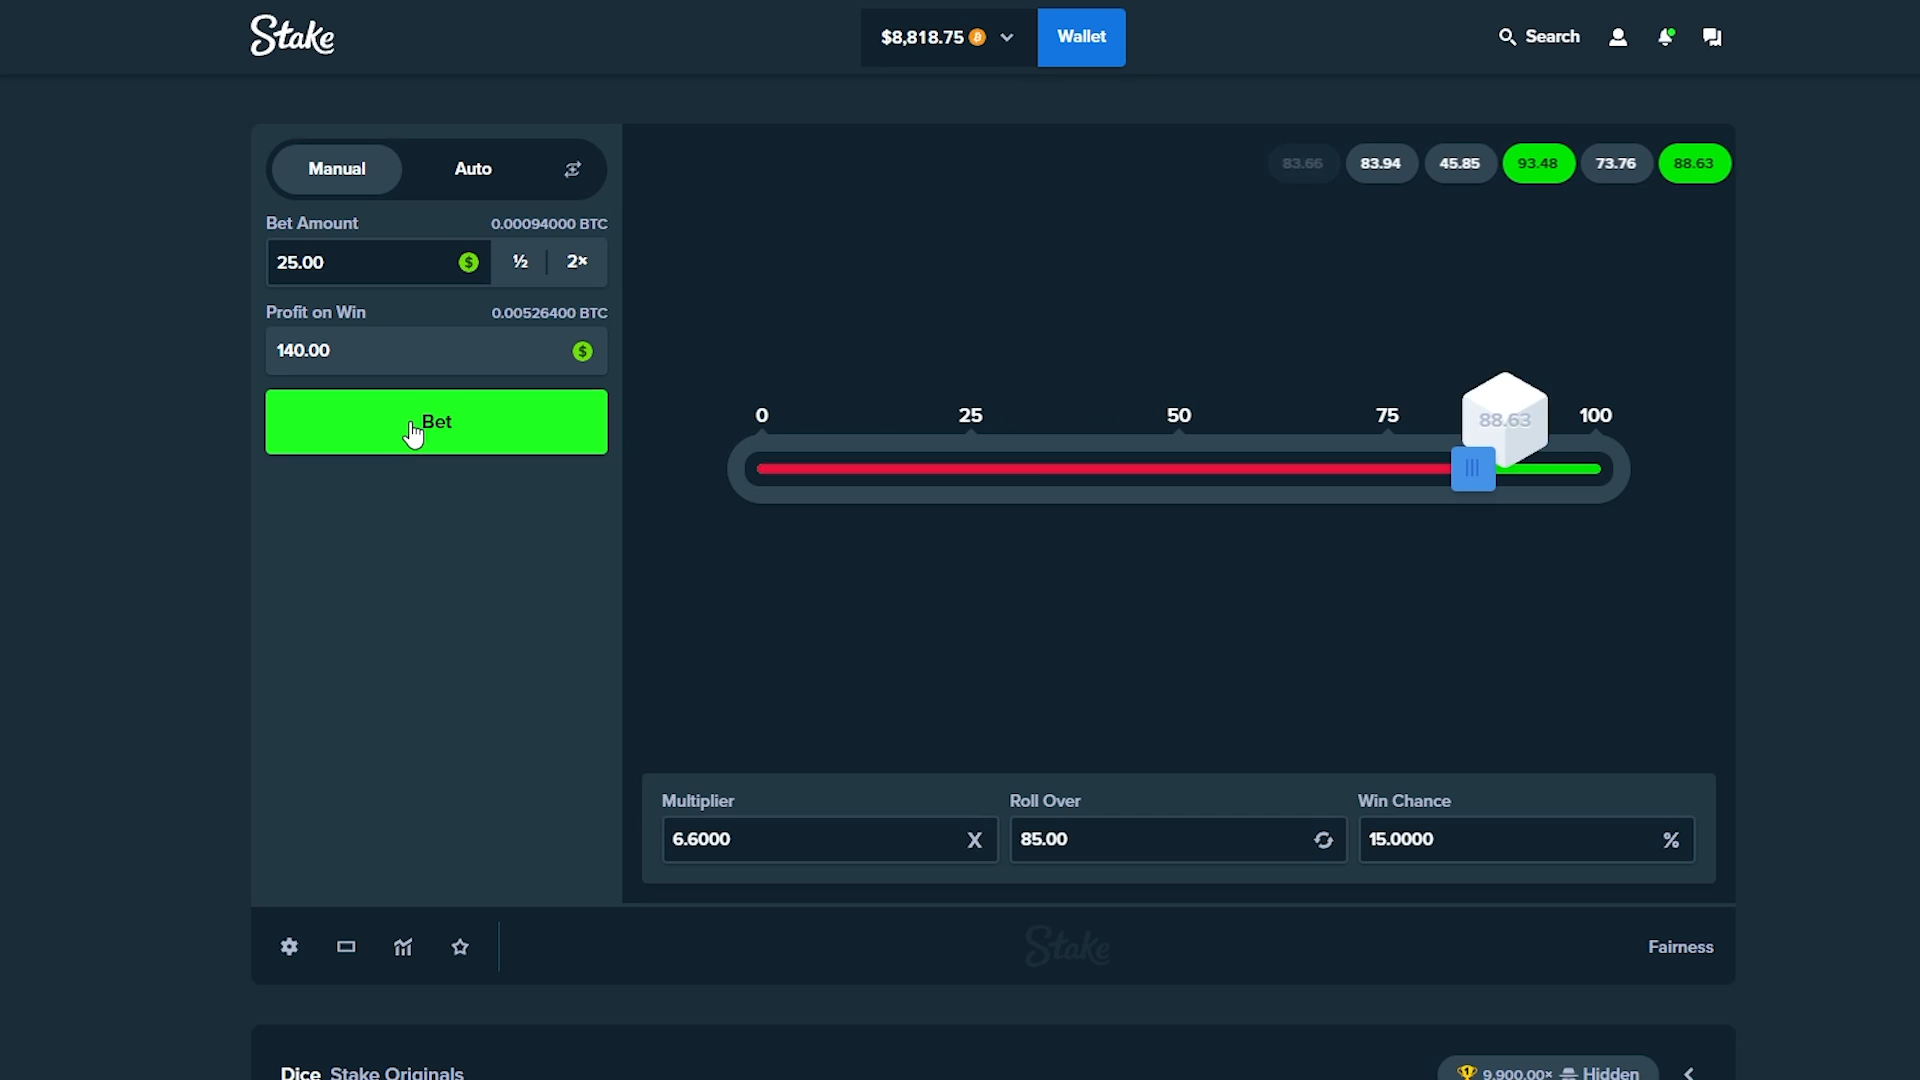 Stake
$8,818.75
Wallet
Search
Manual
Auto
83.66
83.94
45.85
93.48
73.76
88.63
Bet Amount
0.00094000 BTC
25.00
½
2×
Profit on Win
0.00526400 BTC
140.00
Bet
0
25
50
75
100
88.63
Multiplier
Roll Over
Win Chance
6.6000
X
85.00
15.0000
%
Stake
Fairness
Dice Stake Originals
9,900.00×
Hidden